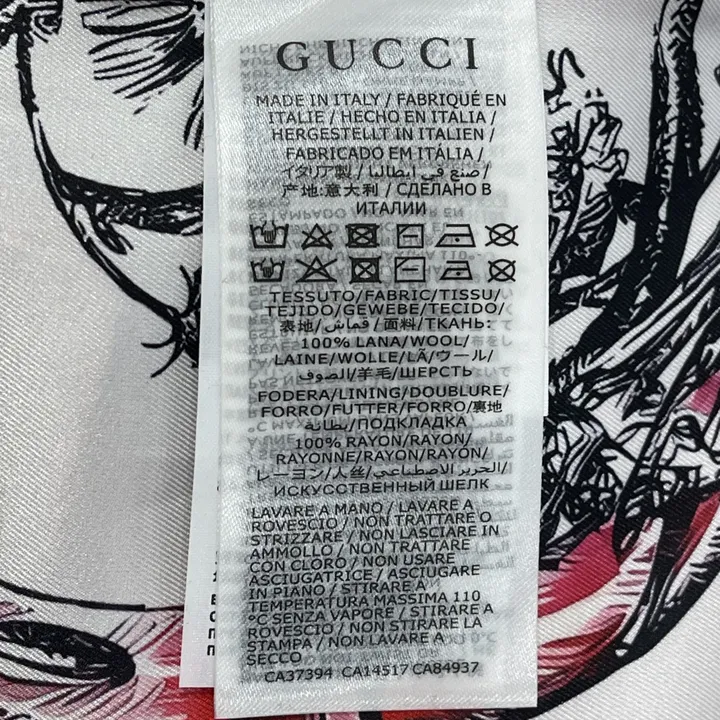 GUCCI
MADE IN ITALY / FABRIQUÉ EN
ITALIE / HECHO EN ITALIA /
HERGESTELLT IN ITALIEN /
FABRICADO EM ITÁLIA /
イタリア製 / صنع في ايطاليا /
产地:意大利 / СДЕЛАНО В
ИТАЛИИ
TESSUTO/FABRIC/TISSU/
TEJIDO/GEWEBE/TECIDO/
表地/قماش/面料/ТКАНЬ:
100% LANA/WOOL/
LAINE/WOLLE/LÃ/ウール/
الصوف/羊毛/ШЕРСТЬ
FODERA/LINING/DOUBLURE/
FORRO/FUTTER/FORRO/裏地
بطانة/ПОДКЛАДКА
100% RAYON/RAYON/
RAYONNE/RAYON/RAYON/
レーヨン/人丝/الحرير الاصطناعي/
ИСКУССТВЕННЫЙ ШЕЛК
LAVARE A MANO / LAVARE A
ROVESCIO / NON TRATTARE O
STRIZZARE / NON LASCIARE IN
AMMOLLO / NON TRATTARE
CON CLORO / NON USARE
ASCIUGATRICE / ASCIUGARE
IN PIANO / STIRARE A
TEMPERATURA MASSIMA 110
°C SENZA VAPORE / STIRARE A
ROVESCIO / NON STIRARE LA
STAMPA / NON LAVARE A
SECCO
CA37394 CA14517 CA84937